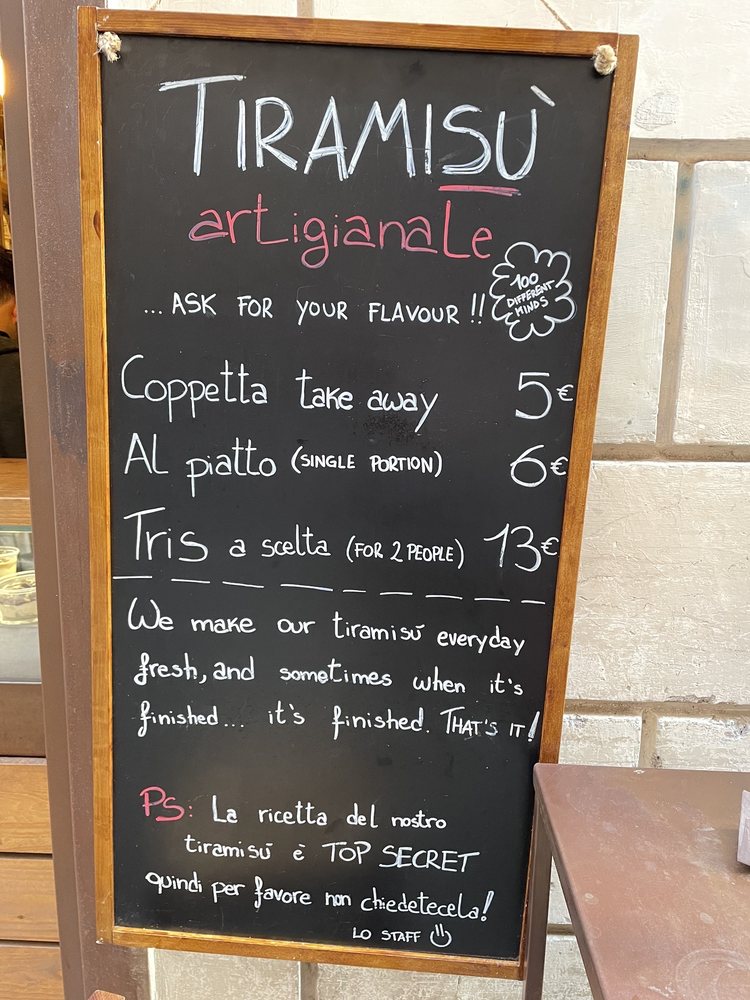 TIRAMISÙ
artigianale
...ASK FOR YOUR FLAVOUR!!
100
DIFFERENT
MINDS
Coppetta take away 5€
AL piatto (SINGLE PORTION) 6€
Tris a scelta (FOR 2 PEOPLE) 13€
We make our tiramisù everyday
fresh, and sometimes when it's
finished... it's finished. THAT'S IT!
PS: La ricetta del nostro
tiramisù è TOP SECRET
quindi per favore non chiedetecela!
LO STAFF